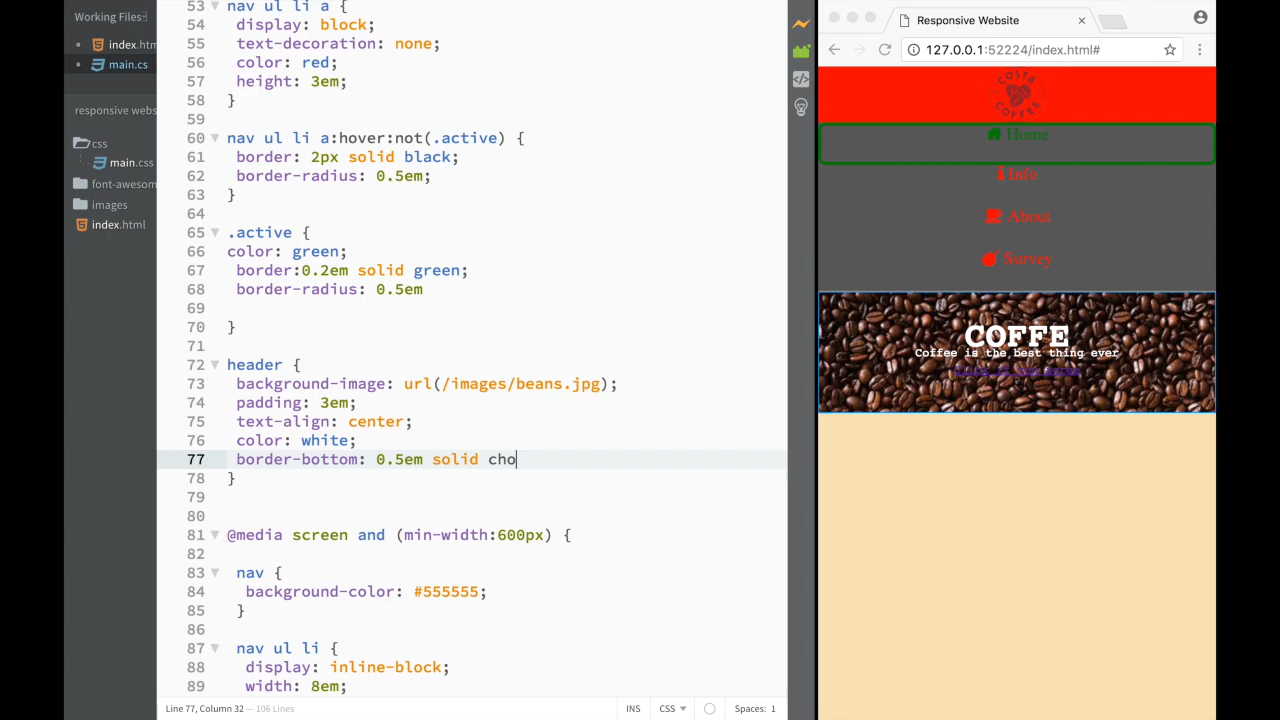 Working Files
index.htm
main.cs
responsive webs
css
main.css
font-awesom
images
index.html
53 nav ul li a {
54 display: block;
55 text-decoration: none;
56 color: red;
57 height: 3em;
58 }
59
60 nav ul li a:hover:not(.active) {
61 border: 2px solid black;
62 border-radius: 0.5em;
63 }
64
65 .active {
66 color: green;
67 border:0.2em solid green;
68 border-radius: 0.5em
69
70 }
71
72 header {
73 background-image: url(/images/beans.jpg);
74 padding: 3em;
75 text-align: center;
76 color: white;
77 border-bottom: 0.5em solid cho
78 }
79
80
81 @media screen and (min-width:600px) {
82
83 nav {
84 background-color: #555555;
85 }
86
87 nav ul li {
88 display: inline-block;
89 width: 8em;
Line 77, Column 32 — 106 Lines
INS
CSS
Spaces: 1
Responsive Website
127.0.0.1:52224/index.html#
COSTA
COFFEE
Home
Info
About
Survey
COFFE
Coffee is the best thing ever